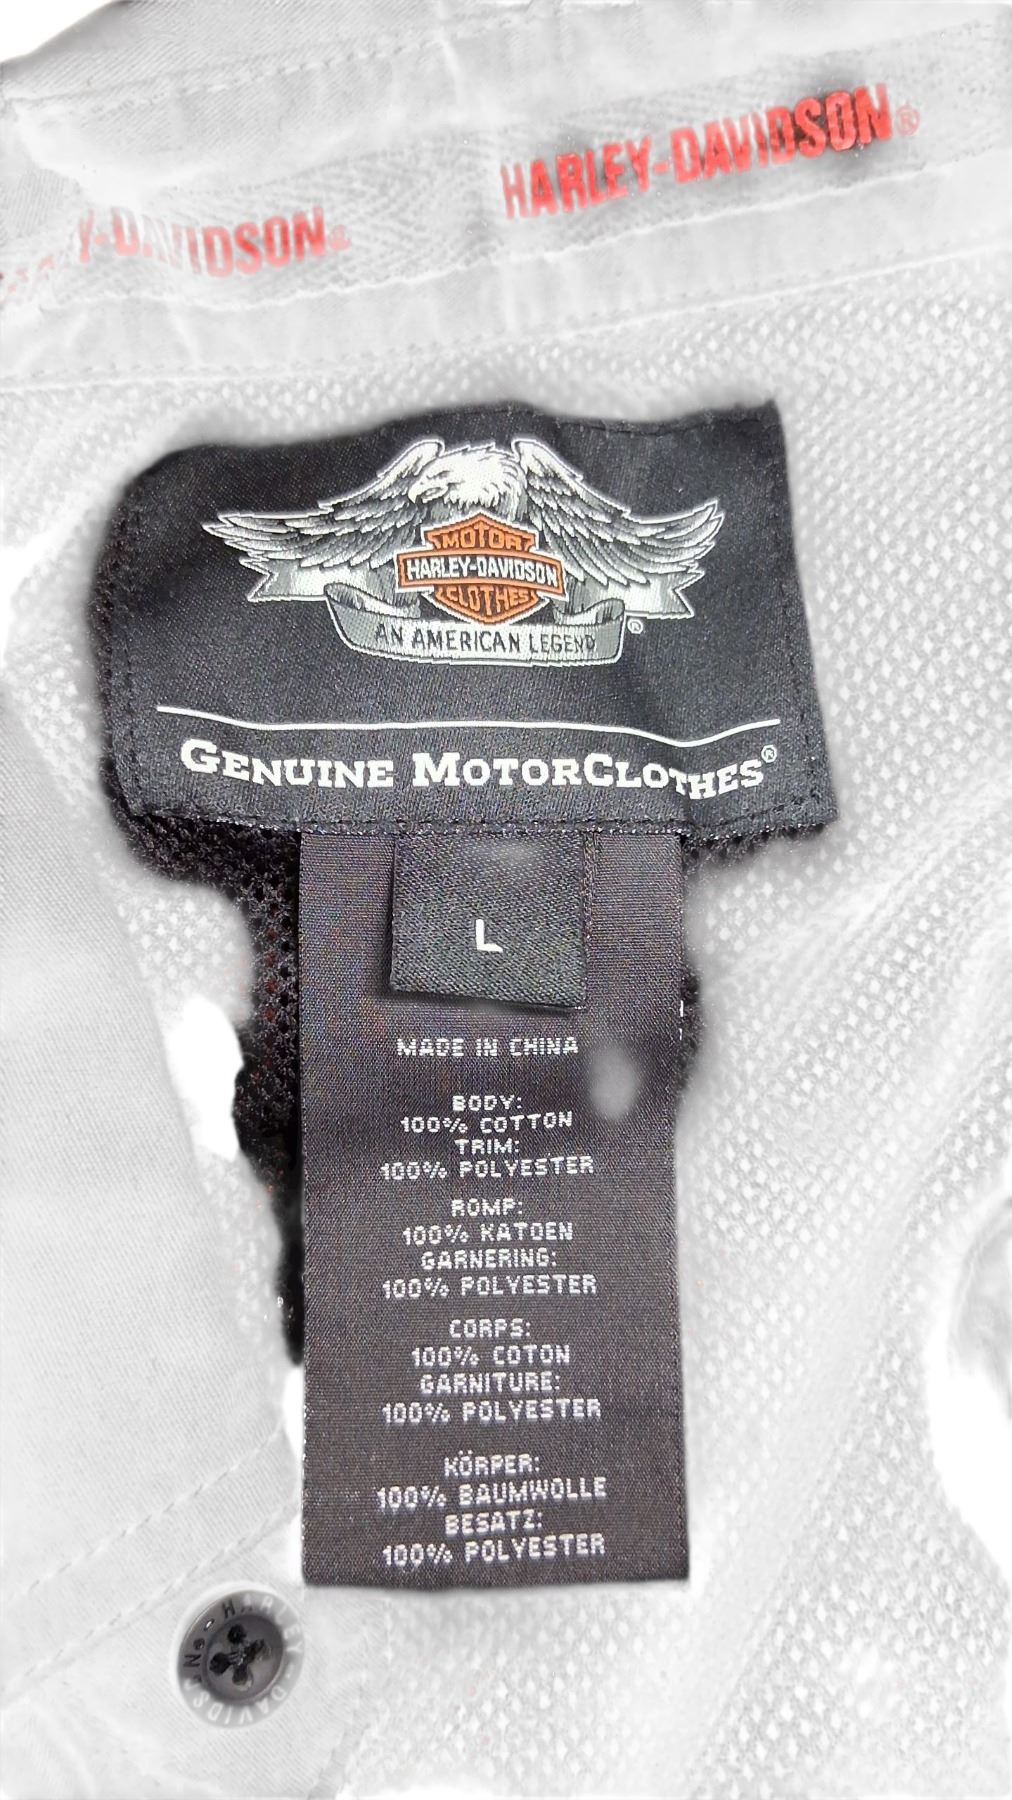 HARLEY-DAVIDSON®
Y-DAVIDSON®
MOTOR
HARLEY-DAVIDSON
CLOTHES
AN AMERICAN LEGEND ®
GENUINE MOTORCLOTHES®
L
MADE IN CHINA
BODY:
100% COTTON
TRIM:
100% POLYESTER
ROMP:
100% KATOEN
GARNERING:
100% POLYESTER
CORPS:
100% COTON
GARNITURE:
100% POLYESTER
KÖRPER:
100% BAUMWOLLE
BESATZ:
100% POLYESTER
HARLEY-DAVIDSON